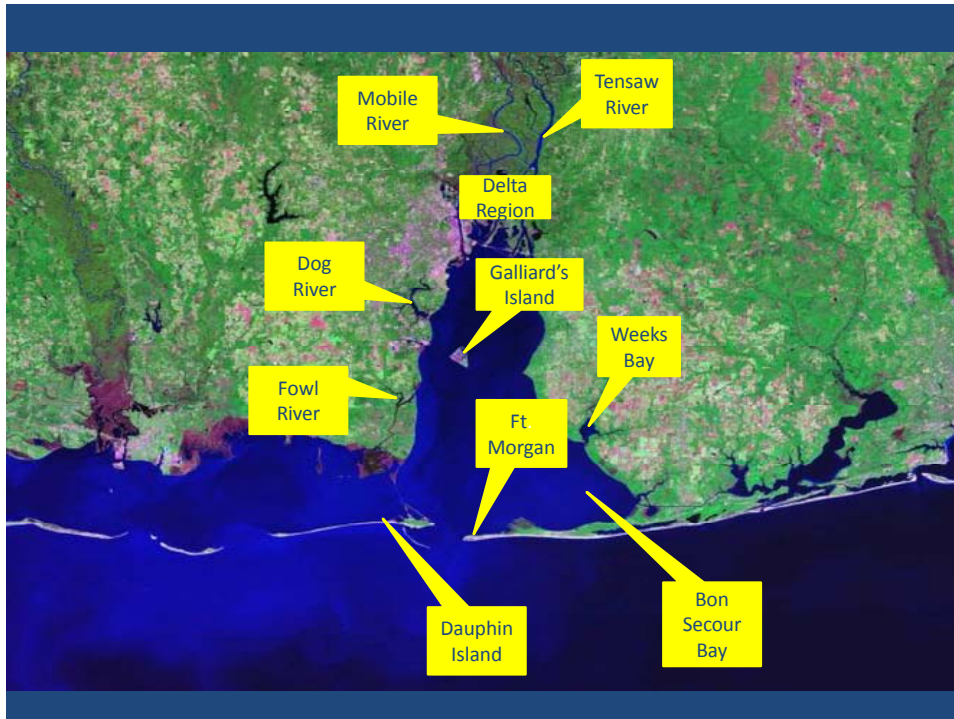 Mobile
River
Tensaw
River
Delta
Region
Dog
River
Galliard's
Island
Weeks
Bay
Fowl
River
Ft
Morgan
Dauphin
Island
Bon
Secour
Bay